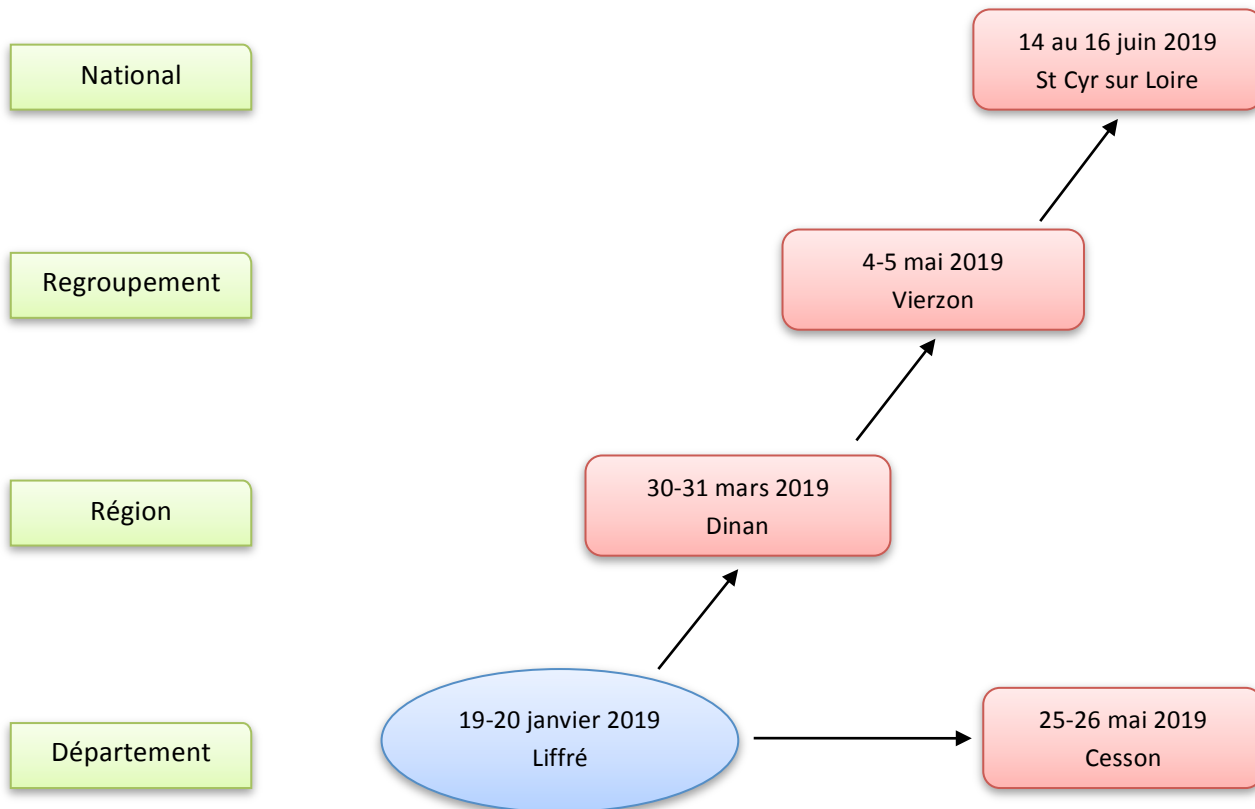 National
14 au 16 juin 2019
St Cyr sur Loire
Regroupement
4-5 mai 2019
Vierzon
Région
30-31 mars 2019
Dinan
Département
19-20 janvier 2019
Liffré
25-26 mai 2019
Cesson